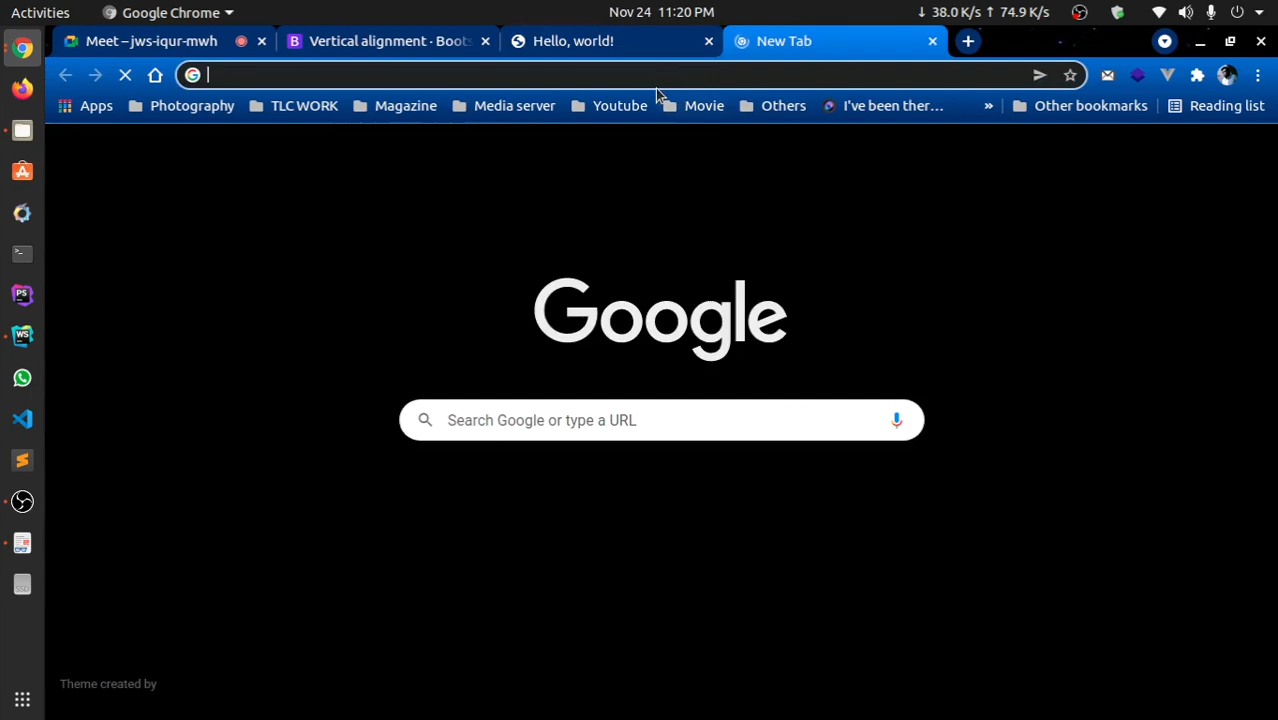 Activities Google Chrome Nov 24 11:20 PM ↓ 38.0 K/s ↑ 74.9 K/s
Meet – jws-iqur-mwh Vertical alignment · Boots Hello, world! New Tab
Apps Photography TLC WORK Magazine Media server Youtube Movie Others I've been ther... » Other bookmarks Reading list
Google
Search Google or type a URL
Theme created by